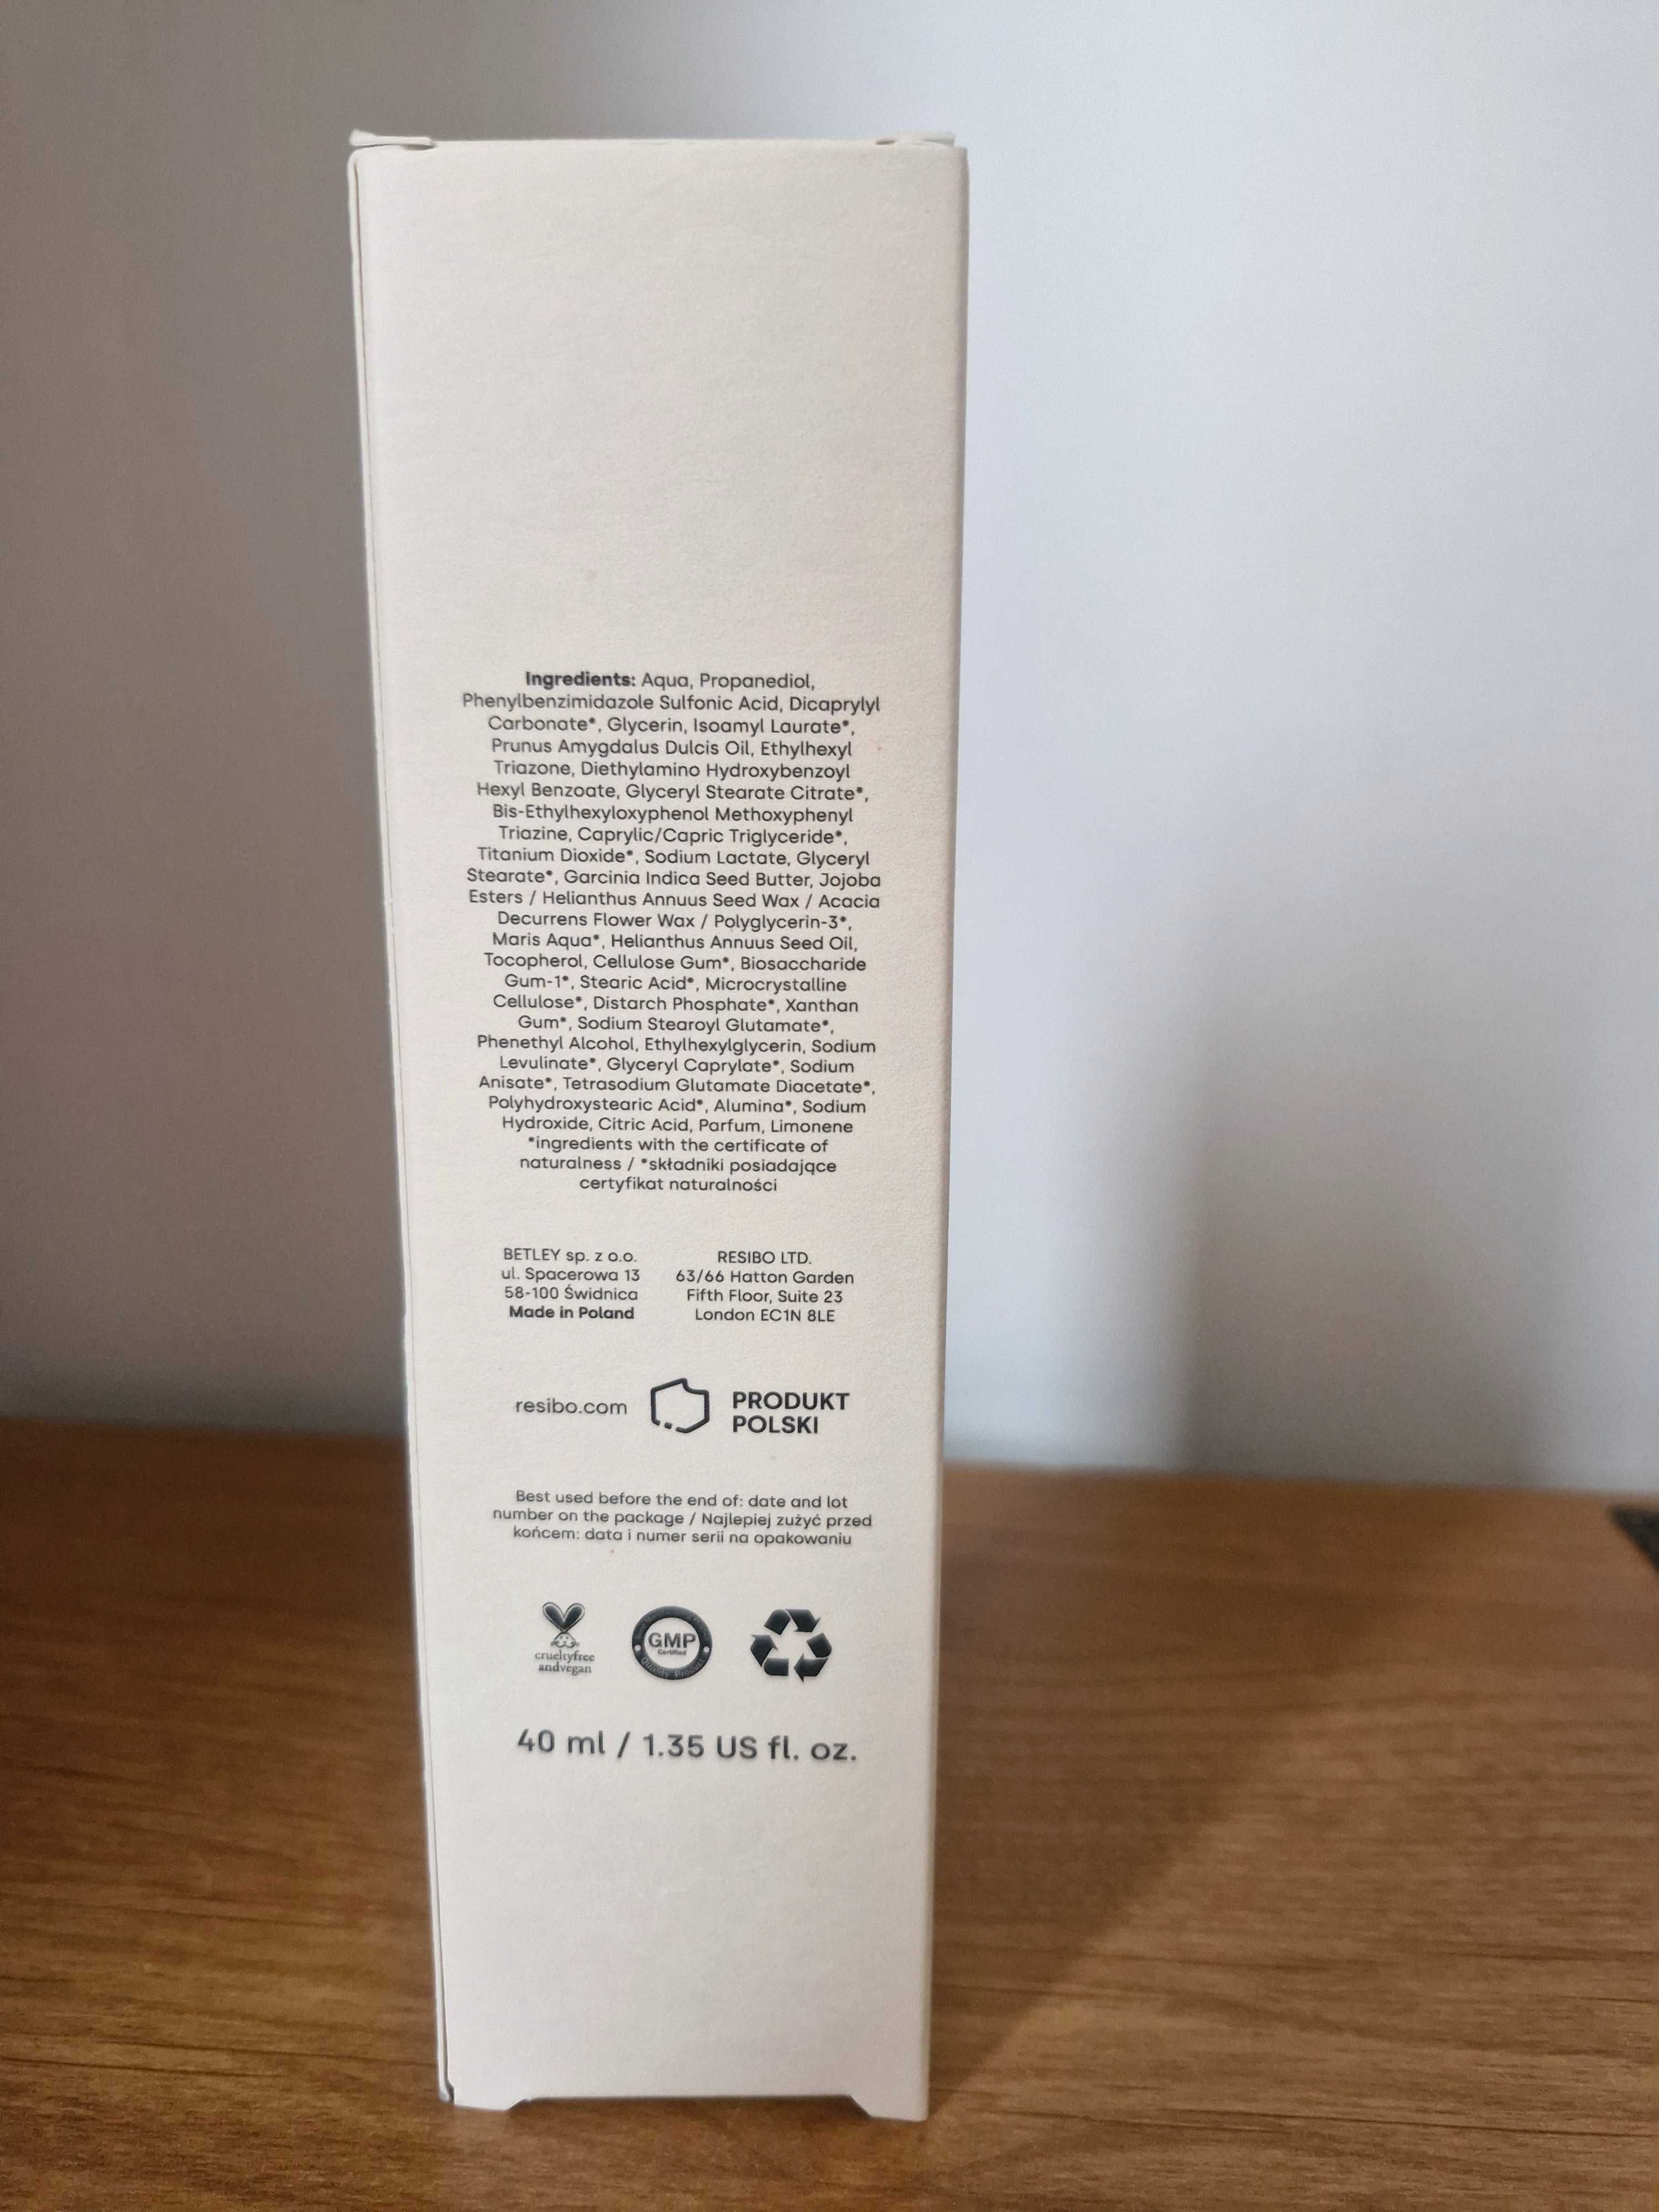 Ingredients: Aqua, Propanediol,
Phenylbenzimidazole Sulfonic Acid, Dicaprylyl
Carbonate*, Glycerin, Isoamyl Laurate*,
Prunus Amygdalus Dulcis Oil, Ethylhexyl
Triazone, Diethylamino Hydroxybenzoyl
Hexyl Benzoate, Glyceryl Stearate Citrate*,
Bis-Ethylhexyloxyphenol Methoxyphenyl
Triazine, Caprylic/Capric Triglyceride*,
Titanium Dioxide*, Sodium Lactate, Glyceryl
Stearate*, Garcinia Indica Seed Butter, Jojoba
Esters / Helianthus Annuus Seed Wax / Acacia
Decurrens Flower Wax / Polyglycerin-3*,
Maris Aqua*, Helianthus Annuus Seed Oil,
Tocopherol, Cellulose Gum*, Biosaccharide
Gum-1*, Stearic Acid*, Microcrystalline
Cellulose*, Distarch Phosphate*, Xanthan
Gum*, Sodium Stearoyl Glutamate*,
Phenethyl Alcohol, Ethylhexylglycerin, Sodium
Levulinate*, Glyceryl Caprylate*, Sodium
Anisate*, Tetrasodium Glutamate Diacetate*,
Polyhydroxystearic Acid*, Alumina*, Sodium
Hydroxide, Citric Acid, Parfum, Limonene
*ingredients with the certificate of
naturalness / *składniki posiadające
certyfikat naturalności
BETLEY sp. z o.o.
ul. Spacerowa 13
58-100 Świdnica
Made in Poland
RESIBO LTD.
63/66 Hatton Garden
Fifth Floor, Suite 23
London EC1N 8LE
resibo.com
PRODUKT
POLSKI
Best used before the end of: date and lot
number on the package / Najlepiej zużyć przed
końcem: data i numer serii na opakowaniu
crueltyfree
andvegan
GMP
Certified
Quality Product
40 ml / 1.35 US fl. oz.